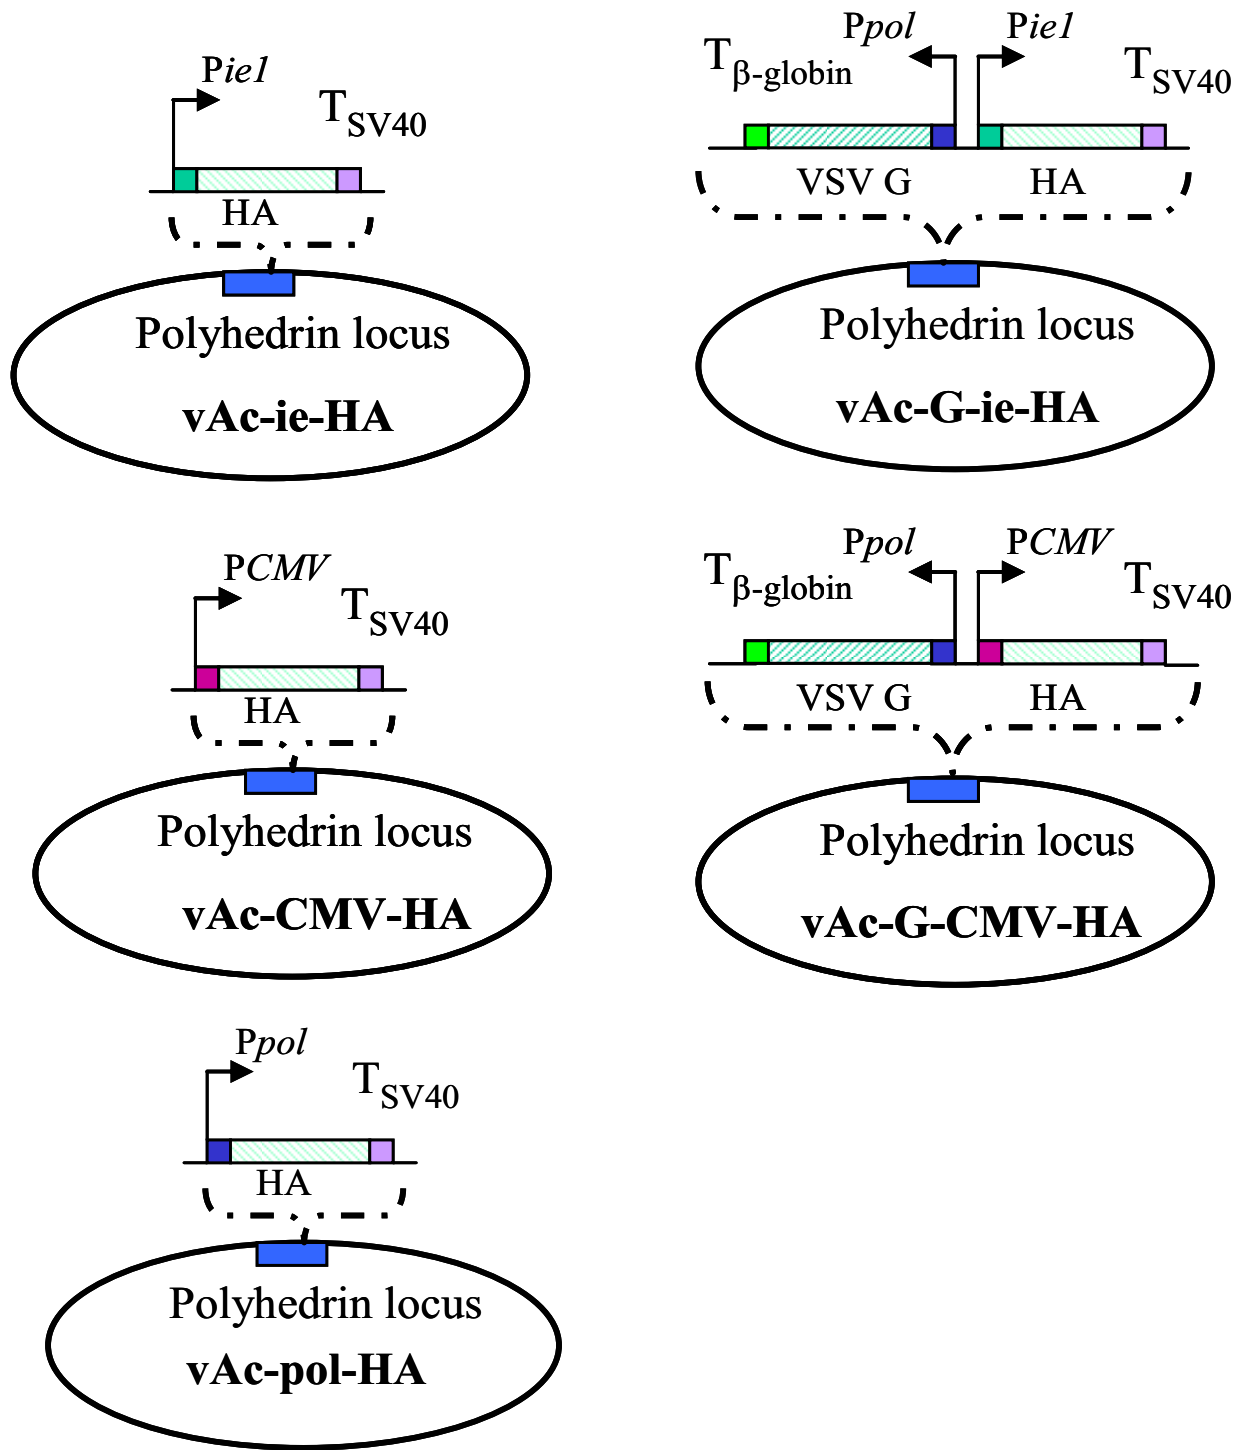 Pie1
TSV40
HA
Polyhedrin locus
vAc-ie-HA
Ppol Pie1
Tβ-globin TSV40
VSV G HA
Polyhedrin locus
vAc-G-ie-HA
PCMV
TSV40
HA
Polyhedrin locus
vAc-CMV-HA
Ppol PCMV
Tβ-globin TSV40
VSV G HA
Polyhedrin locus
vAc-G-CMV-HA
Ppol
TSV40
HA
Polyhedrin locus
vAc-pol-HA